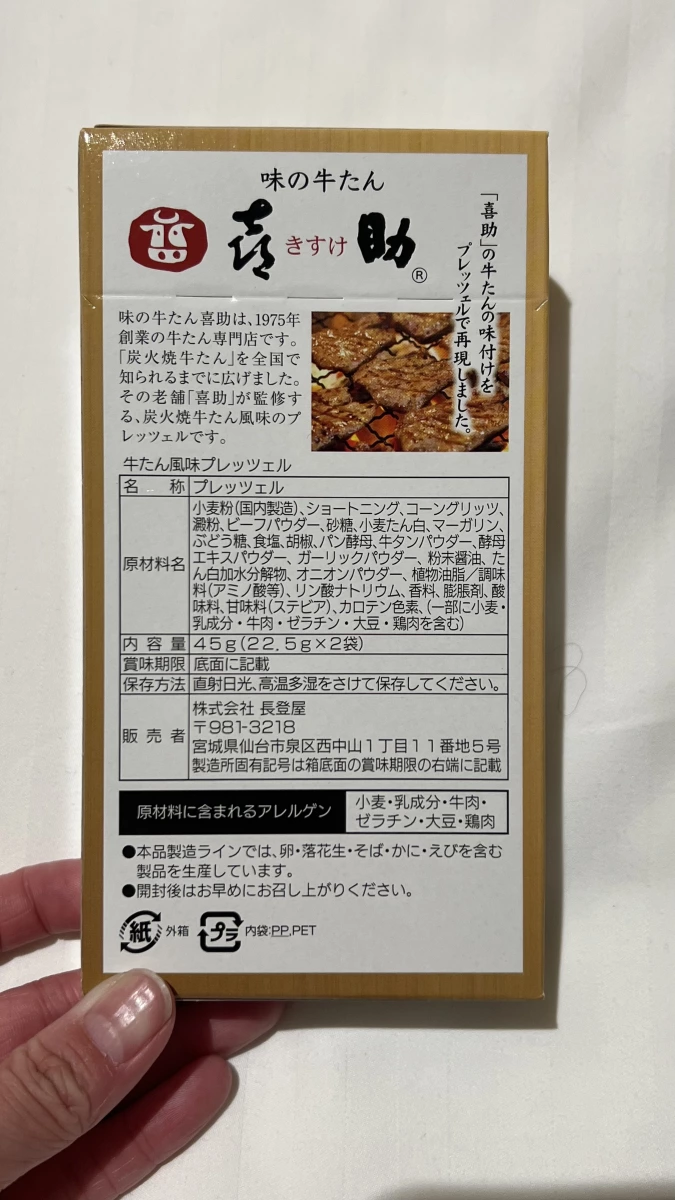 味の牛たん
喜助
きすけ
®
「喜助」の牛たんの味付けを
プレッツェルで再現しました。
味の牛たん喜助は、1975年
創業の牛たん専門店です。
「炭火焼牛たん」を全国で
知られるまでに広げました。
その老舗「喜助」が監修す
る、炭火焼牛たん風味のプ
レッツェルです。
牛たん風味プレッツェル
名 称 プレッツェル
原材料名
小麦粉(国内製造)、ショートニング、コーングリッツ、
澱粉、ビーフパウダー、砂糖、小麦たん白、マーガリン、
ぶどう糖、食塩、胡椒、パン酵母、牛タンパウダー、酵母
エキスパウダー、ガーリックパウダー、粉末醤油、た
ん白加水分解物、オニオンパウダー、植物油脂／調味
料(アミノ酸等)、リン酸ナトリウム、香料、膨脹剤、酸
味料、甘味料(ステビア)、カロテン色素、(一部に小麦・
乳成分・牛肉・ゼラチン・大豆・鶏肉を含む)
内 容 量 45g(22.5g×2袋)
賞味期限 底面に記載
保存方法 直射日光、高温多湿をさけて保存してください。
販 売 者
株式会社 長登屋
〒981-3218
宮城県仙台市泉区西中山1丁目11番地5号
製造所固有記号は箱底面の賞味期限の右端に記載
原材料に含まれるアレルゲン
小麦・乳成分・牛肉・
ゼラチン・大豆・鶏肉
●本品製造ラインでは、卵・落花生・そば・かに・えびを含む
製品を生産しています。
●開封後はお早めにお召し上がりください。
紙 外箱 プラ 内袋:PP,PET